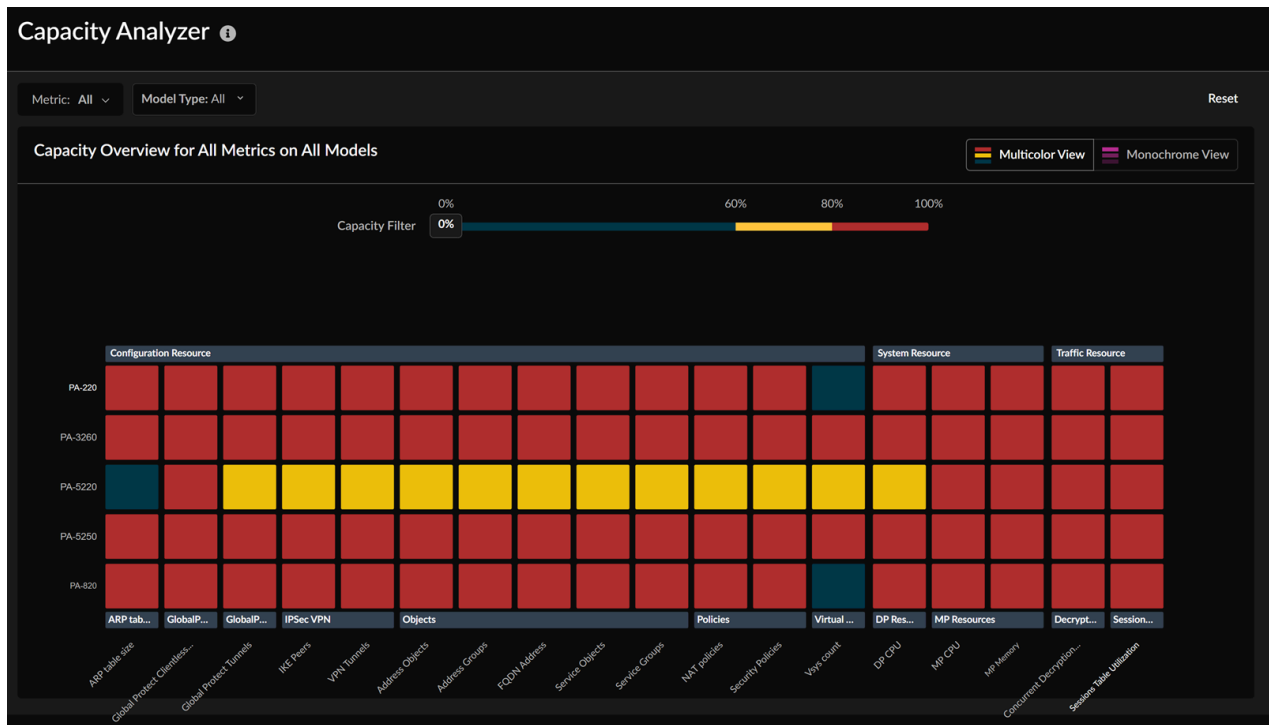 Capacity Analyzer
Metric: All
Model Type: All
Reset
Capacity Overview for All Metrics on All Models
Multicolor View
Monochrome View
0% 60% 80% 100%
Capacity Filter 0%
Configuration Resource System Resource Traffic Resource
PA-220
PA-3260
PA-5220
PA-5250
PA-820
ARP tab... GlobalP... GlobalP... IPSec VPN Objects Policies Virtual ... DP Res... MP Resources Decrypt... Session...
ARP table size
Global Protect Clientless...
Global Protect Tunnels
IKE Peers
VPN Tunnels
Address Objects
Address Groups
FQDN Address
Service Objects
Service Groups
NAT policies
Security Policies
Vsys count
DP CPU
MP CPU
MP Memory
Concurrent Decryption...
Sessions Table Utilization